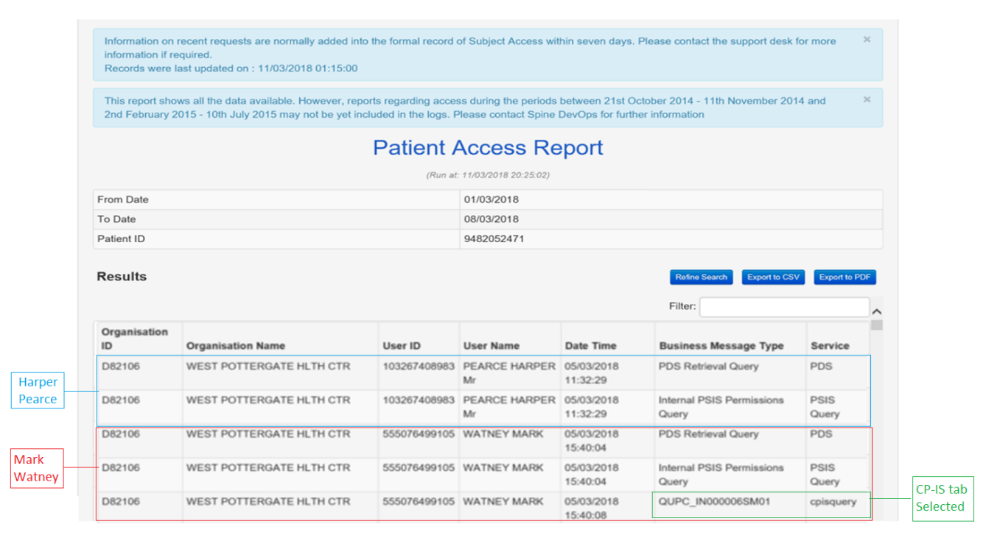 Information on recent requests are normally added into the formal record of Subject Access within seven days. Please contact the support desk for more
information if required.
Records were last updated on : 11/03/2018 01:15:00
×
This report shows all the data available. However, reports regarding access during the periods between 21st October 2014 - 11th November 2014 and
2nd February 2015 - 10th July 2015 may not be yet included in the logs. Please contact Spine DevOps for further information
×
Patient Access Report
(Run at: 11/03/2018 20:25:02)
From Date 01/03/2018
To Date 08/03/2018
Patient ID 9482052471
Results
Refine Search Export to CSV Export to PDF
Filter:
Organisation
ID Organisation Name User ID User Name Date Time Business Message Type Service
D82106 WEST POTTERGATE HLTH CTR 103267408983 PEARCE HARPER 05/03/2018 PDS Retrieval Query PDS
Mr 11:32:29
D82106 WEST POTTERGATE HLTH CTR 103267408983 PEARCE HARPER 05/03/2018 Internal PSIS Permissions PSIS
Mr 11:32:29 Query Query
D82106 WEST POTTERGATE HLTH CTR 555076499105 WATNEY MARK 05/03/2018 PDS Retrieval Query PDS
15:40:04
D82106 WEST POTTERGATE HLTH CTR 555076499105 WATNEY MARK 05/03/2018 Internal PSIS Permissions PSIS
15:40:04 Query Query
D82106 WEST POTTERGATE HLTH CTR 555076499105 WATNEY MARK 05/03/2018 QUPC_IN000006SM01 cpisquery
15:40:08
Harper
Pearce
Mark
Watney
CP-IS tab
Selected